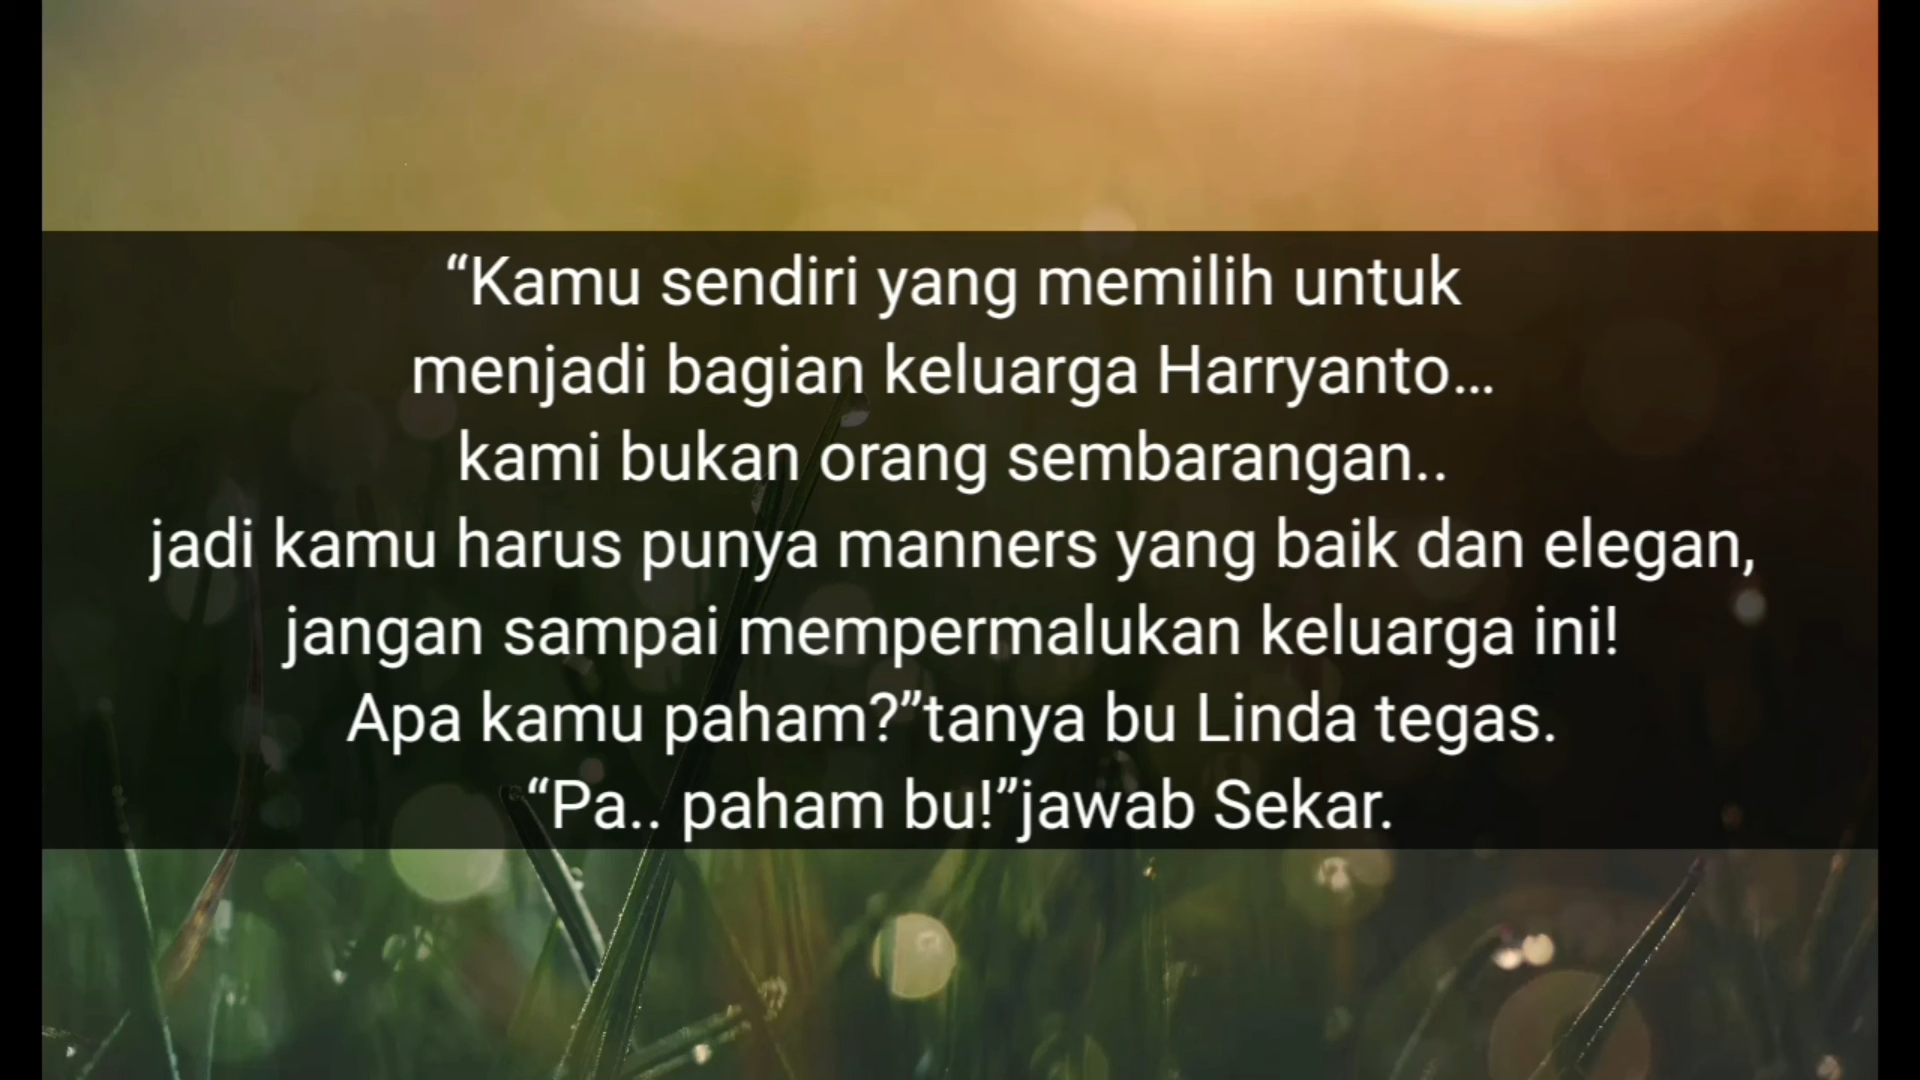 “Kamu sendiri yang memilih untuk
menjadi bagian keluarga Harryanto...
kami bukan orang sembarangan..
jadi kamu harus punya manners yang baik dan elegan,
jangan sampai mempermalukan keluarga ini!
Apa kamu paham?”tanya bu Linda tegas.
“Pa.. paham bu!”jawab Sekar.